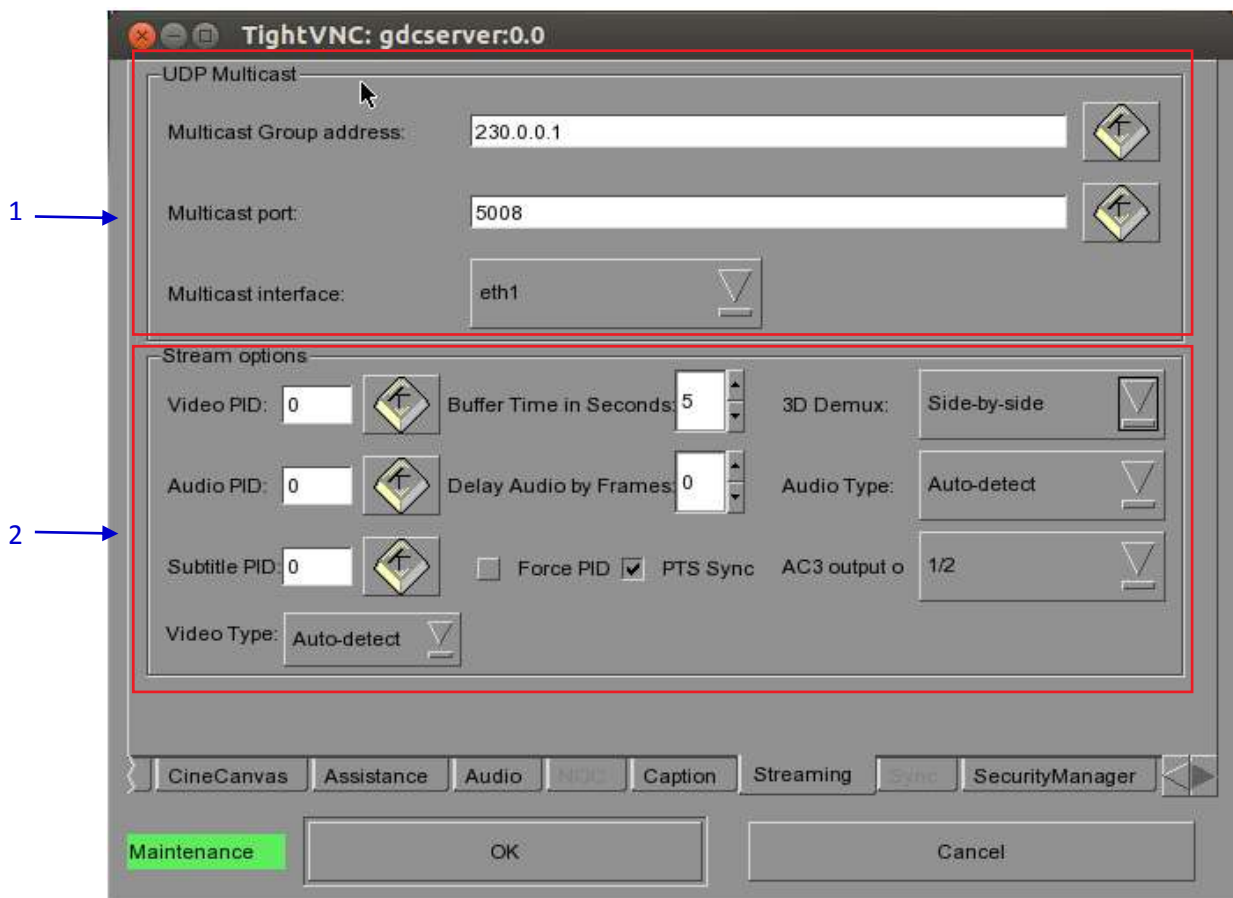 TightVNC: gdcserver:0.0
UDP Multicast
Multicast Group address: 230.0.0.1
1
Multicast port: 5008
Multicast interface: eth1
Stream options
Video PID: 0 Buffer Time in Seconds: 5 3D Demux: Side-by-side
Audio PID: 0 Delay Audio by Frames: 0 Audio Type: Auto-detect
2
Subtitle PID: 0 Force PID PTS Sync AC3 output o 1/2
Video Type: Auto-detect
CineCanvas Assistance Audio NOC Caption Streaming Sync SecurityManager
Maintenance OK Cancel